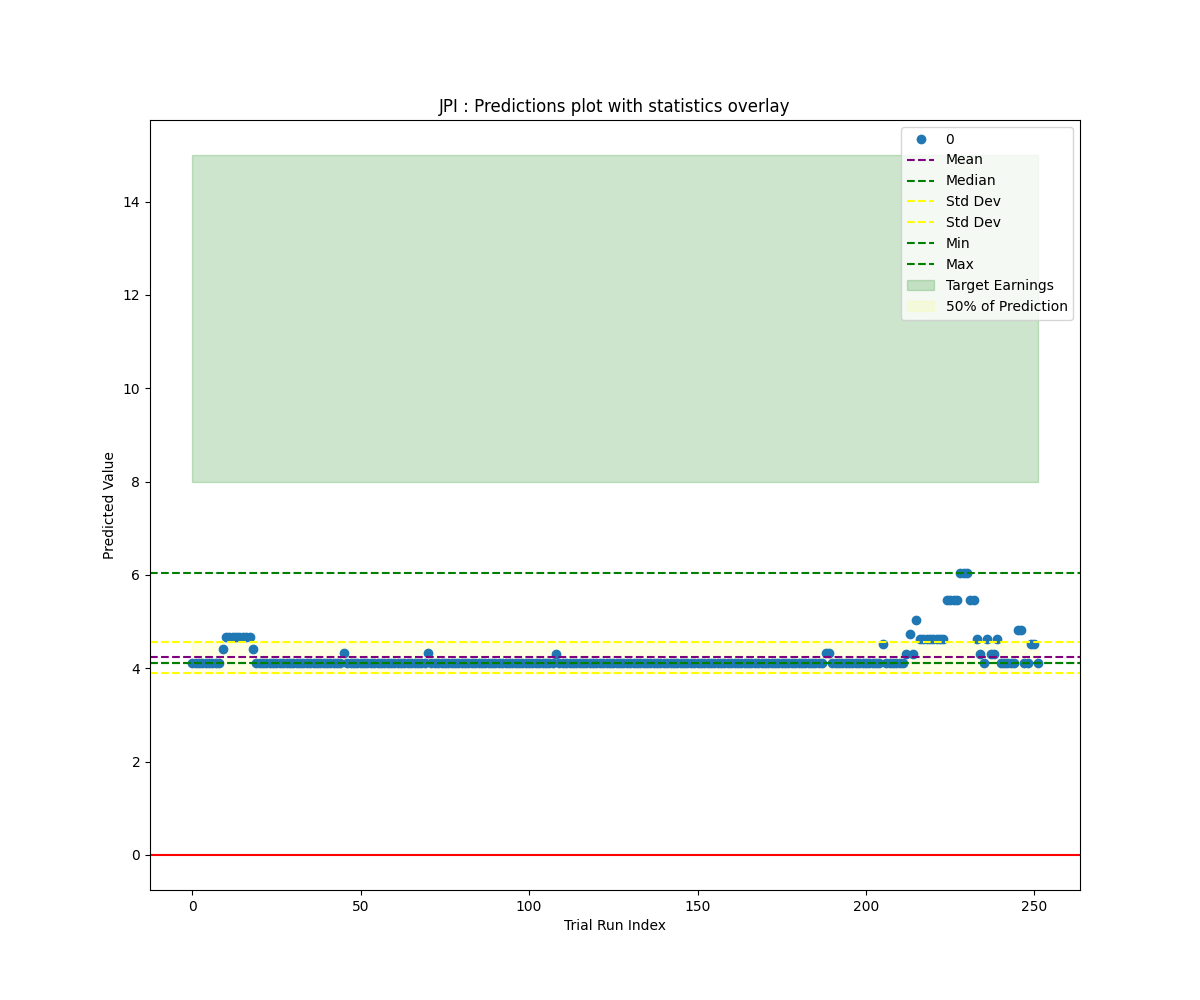 JPI : Predictions plot with statistics overlay
0
Mean
Median
Std Dev
Std Dev
Min
Max
Target Earnings
50% of Prediction
14
12
10
8
6
4
2
0
Predicted Value
0 50 100 150 200 250
Trial Run Index